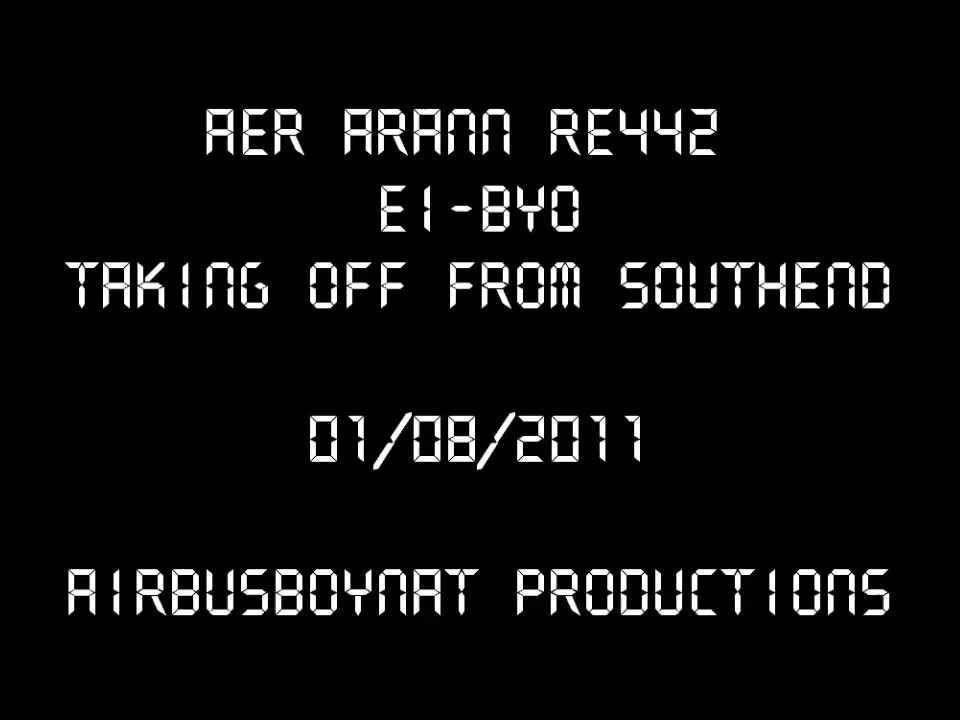 AER ARANN RE442
EI-BYO
TAKING OFF FROM SOUTHEND
01/08/2011
AIRBUSBOYNAT PRODUCTIONS